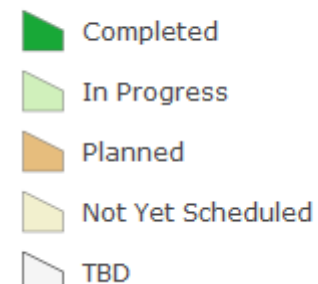 Completed
In Progress
Planned
Not Yet Scheduled
TBD